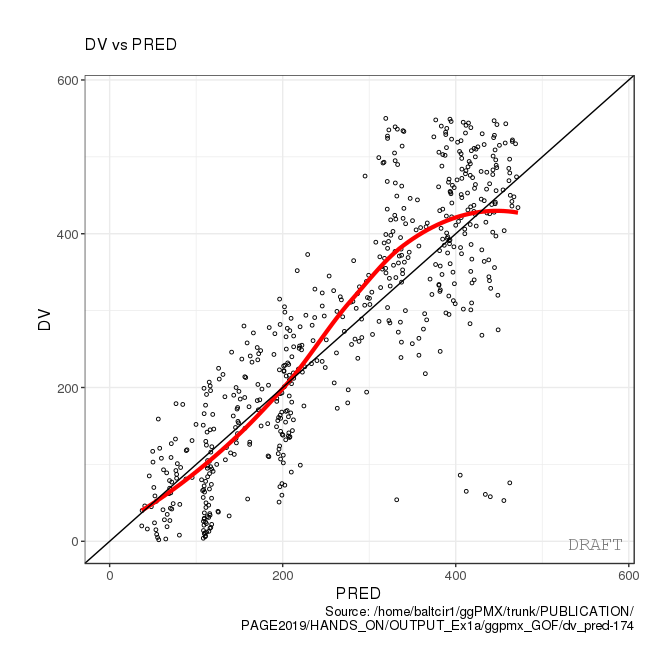 DV vs PRED
600
400
200
0
DV
DRAFT
0 200 400 600
PRED
Source: /home/baltcir1/ggPMX/trunk/PUBLICATION/
PAGE2019/HANDS_ON/OUTPUT_Ex1a/ggpmx_GOF/dv_pred-174